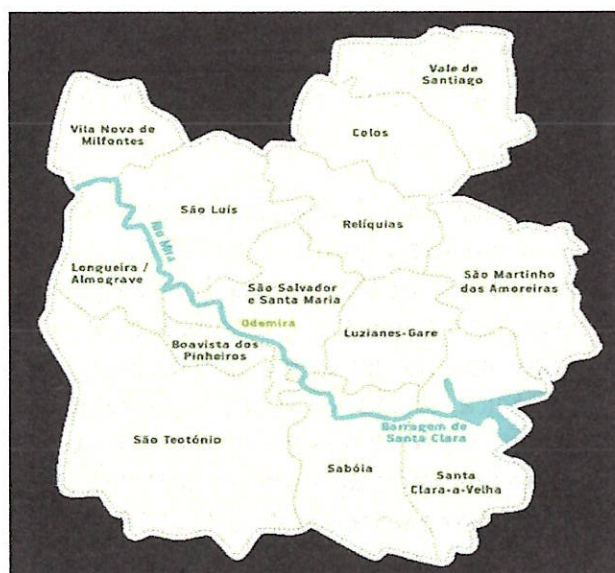 Vale de
Santiago
Colos
Vila Nova de
Milfontes
São Luís
Relíquias
Rio Mira
Longueira /
Almograve
São Salvador
e Santa Maria
São Martinho
das Amoreiras
Odemira
Luzianes-Gare
Boavista dos
Pinheiros
Barragem de
Santa Clara
São Teotónio
Sabóia
Santa
Clara-a-Velha